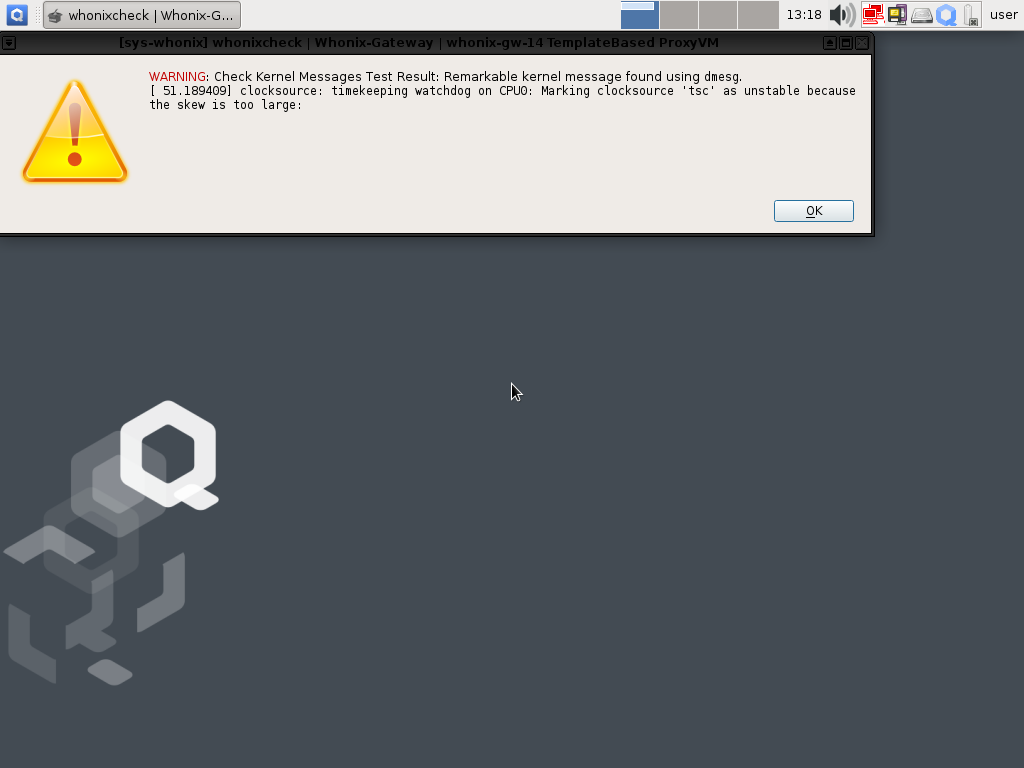 whonixcheck | Whonix-G...
13:18
user
[sys-whonix] whonixcheck | Whonix-Gateway | whonix-gw-14 TemplateBased ProxyVM
WARNING: Check Kernel Messages Test Result: Remarkable kernel message found using dmesg.
[ 51.189409] clocksource: timekeeping watchdog on CPU0: Marking clocksource 'tsc' as unstable because
the skew is too large:
OK